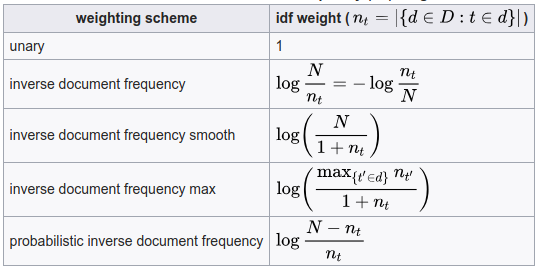 weighting scheme idf weight ( n_t = |{d ∈ D : t ∈ d}| )
unary 1
inverse document frequency log N/n_t = − log n_t/N
inverse document frequency smooth log ( N/(1 + n_t) )
inverse document frequency max log ( max_{t′∈d} n_t′/(1 + n_t) )
probabilistic inverse document frequency log (N − n_t)/n_t